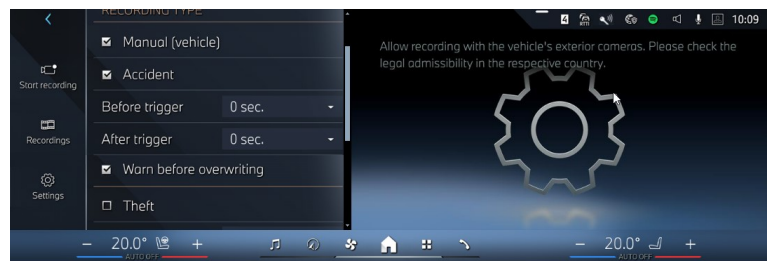 RECORDING TYPE
4
10:09
Manual (vehicle)
Allow recording with the vehicle's exterior cameras. Please check the
legal admissibility in the respective country.
Start recording
Accident
Before trigger 0 sec.
After trigger 0 sec.
Recordings
Warn before overwriting
Settings
Theft
− 20.0° +
AUTO OFF
− 20.0° +
AUTO OFF